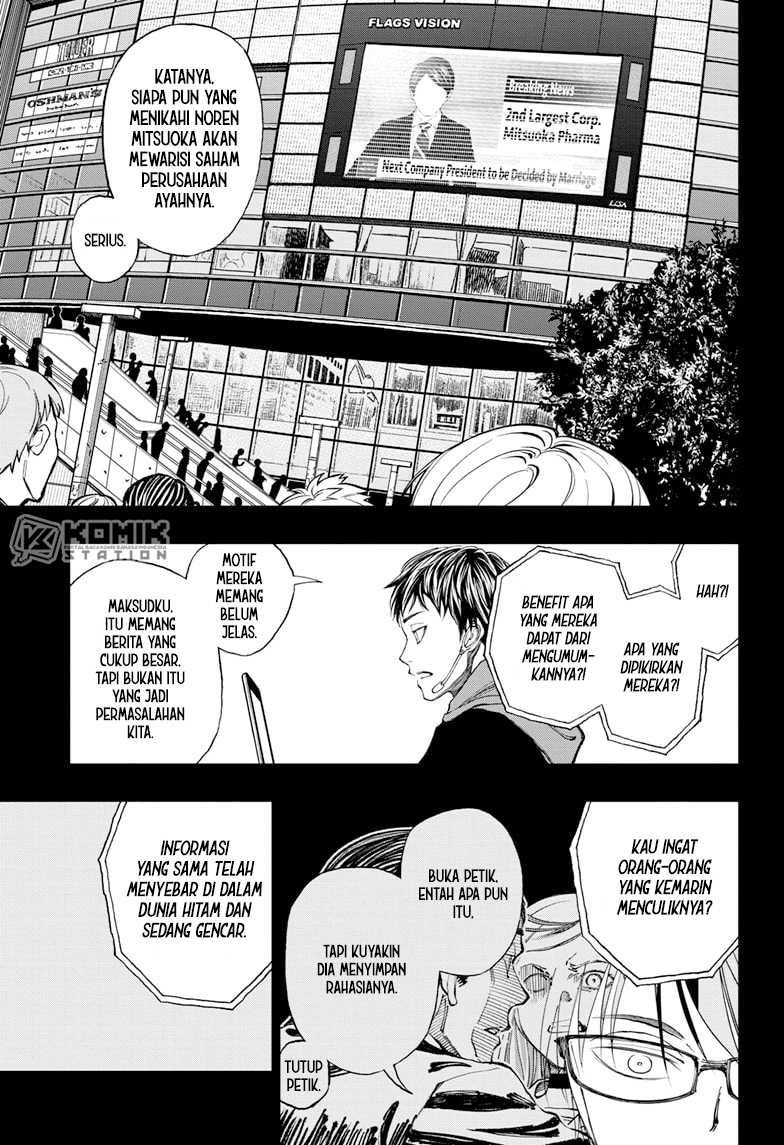 FLAGS VISION
TOWER
OSHMAN'S
Breaking News
2nd Largest Corp.
Mitsuoka Pharma
Next Company President to be Decided by Marriage
KATANYA,
SIAPA PUN YANG
MENIKAHI NOREN
MITSUOKA AKAN
MEWARISI SAHAM
PERUSAHAAN
AYAHNYA.
SERIUS.
KOMIK
STATION
HAH?!
APA YANG
DIPIKIRKAN
MEREKA?!
BENEFIT APA
YANG MEREKA
DAPAT DARI
MENGUMUM-
KANNYA?!
MOTIF
MEREKA
MEMANG
BELUM
JELAS.
MAKSUDKU,
ITU MEMANG
BERITA YANG
CUKUP BESAR,
TAPI BUKAN ITU
YANG JADI
PERMASALAHAN
KITA.
KAU INGAT
ORANG-ORANG
YANG KEMARIN
MENCULIKNYA?
BUKA PETIK,
ENTAH APA PUN
ITU,
TAPI KUYAKIN
DIA MENYIMPAN
RAHASIANYA.
TUTUP
PETIK.
INFORMASI
YANG SAMA TELAH
MENYEBAR DI DALAM
DUNIA HITAM DAN
SEDANG GENCAR.